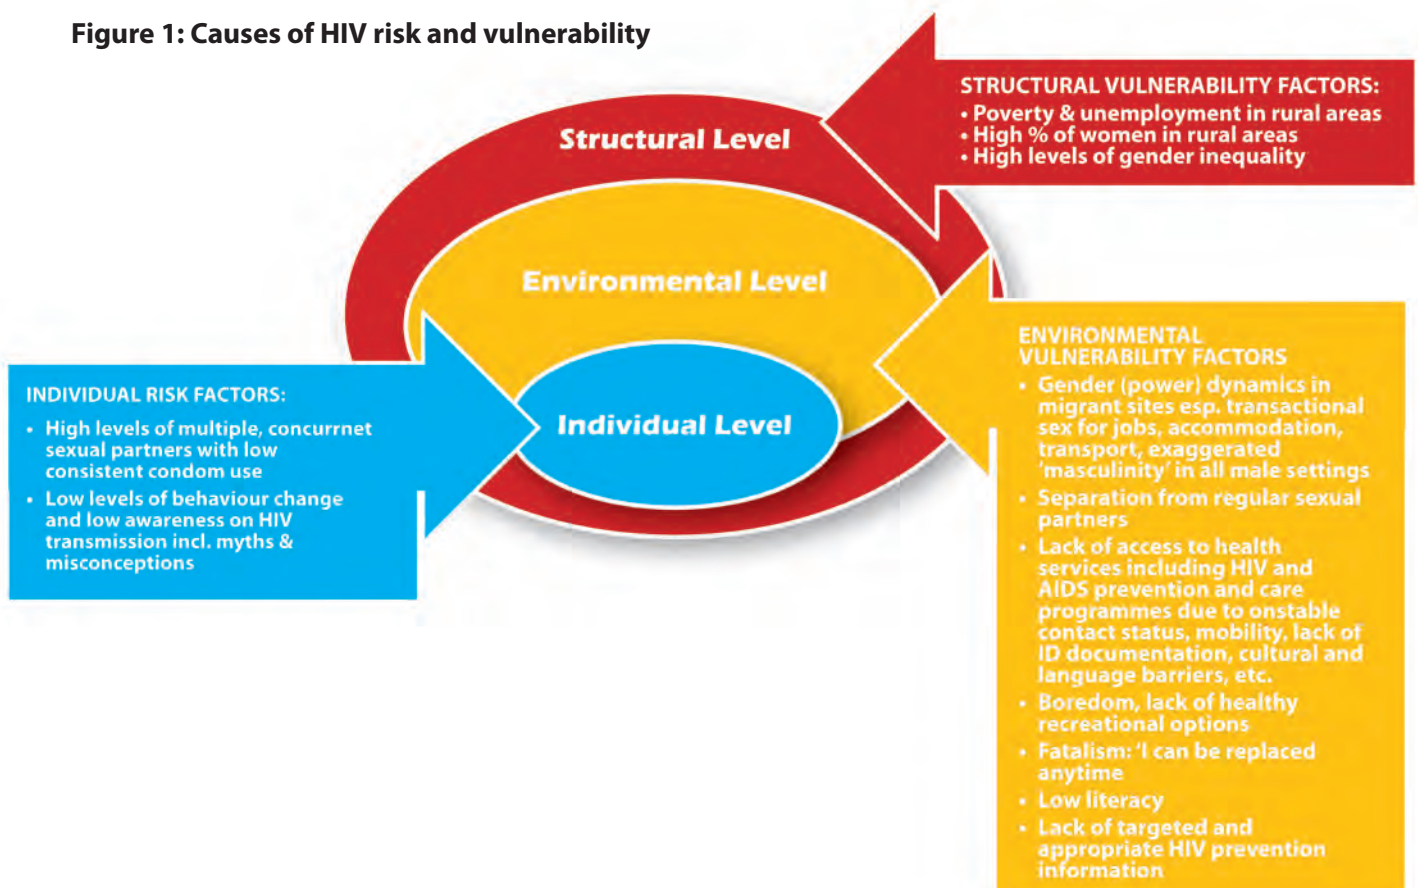 Figure 1: Causes of HIV risk and vulnerability
STRUCTURAL VULNERABILITY FACTORS:
• Poverty & unemployment in rural areas
• High % of women in rural areas
• High levels of gender inequality
Structural Level
Environmental Level
Individual Level
ENVIRONMENTAL
VULNERABILITY FACTORS
• Gender (power) dynamics in
migrant sites esp. transactional
sex for jobs, accommodation,
transport, exaggerated
'masculinity' in all male settings
• Separation from regular sexual
partners
• Lack of access to health
services including HIV and
AIDS prevention and care
programmes due to onstable
contact status, mobility, lack of
ID documentation, cultural and
language barriers, etc.
• Boredom, lack of healthy
recreational options
• Fatalism: 'I can be replaced
anytime
• Low literacy
• Lack of targeted and
appropriate HIV prevention
information
INDIVIDUAL RISK FACTORS:
• High levels of multiple, concurrnet
sexual partners with low
consistent condom use
• Low levels of behaviour change
and low awareness on HIV
transmission incl. myths &
misconceptions